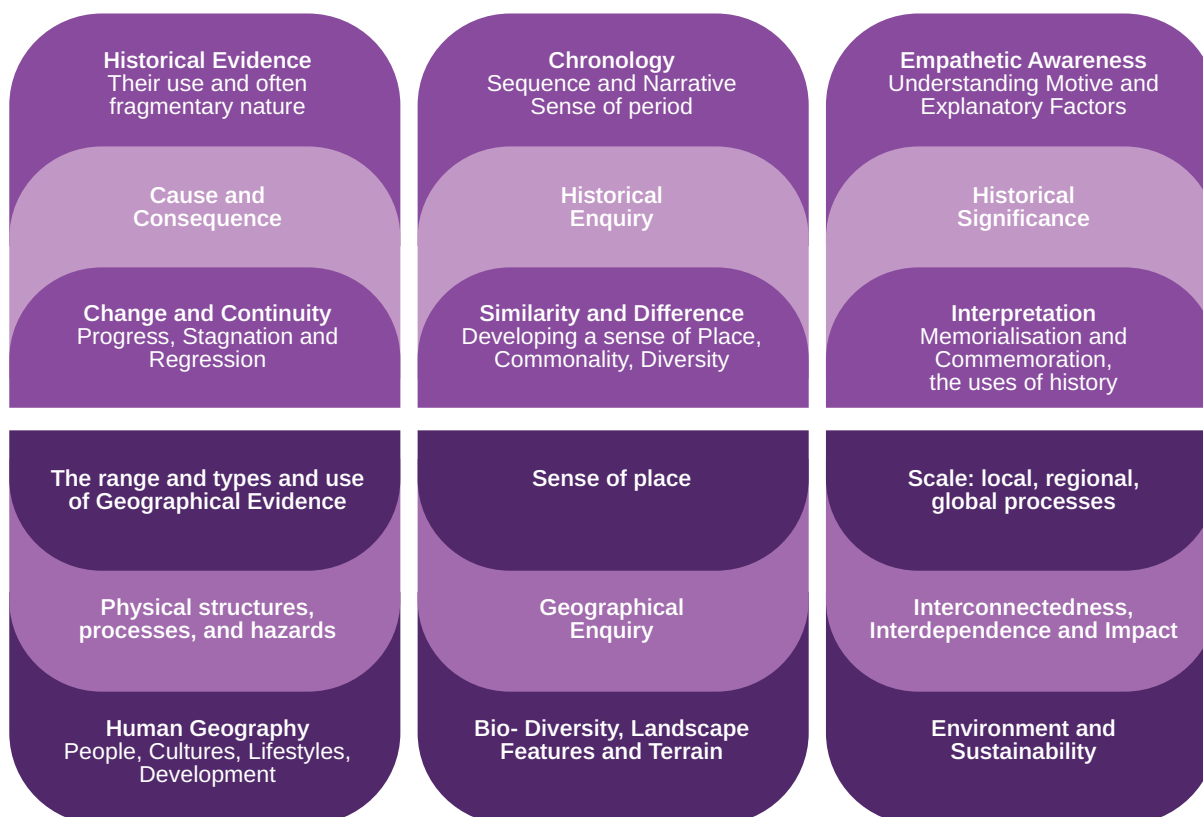 Historical Evidence
Their use and often
fragmentary nature
Chronology
Sequence and Narrative
Sense of period
Empathetic Awareness
Understanding Motive and
Explanatory Factors
Cause and
Consequence
Historical
Enquiry
Historical
Significance
Change and Continuity
Progress, Stagnation and
Regression
Similarity and Difference
Developing a sense of Place,
Commonality, Diversity
Interpretation
Memorialisation and
Commemoration,
the uses of history
The range and types and use
of Geographical Evidence
Sense of place
Scale: local, regional,
global processes
Physical structures,
processes, and hazards
Geographical
Enquiry
Interconnectedness,
Interdependence and Impact
Human Geography
People, Cultures, Lifestyles,
Development
Bio- Diversity, Landscape
Features and Terrain
Environment and
Sustainability